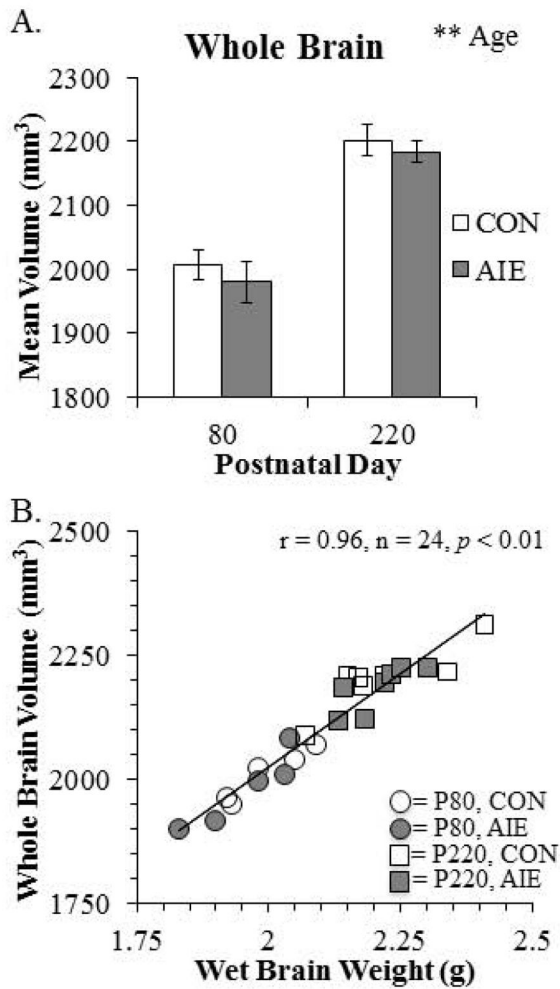 A.
Whole Brain
** Age
Mean Volume (mm³)
2300
2200
2100
2000
1900
1800
CON
AIE
80
220
Postnatal Day
B.
r = 0.96, n = 24, p < 0.01
Whole Brain Volume (mm³)
2500
2250
2000
1750
= P80, CON
= P80, AIE
= P220, CON
= P220, AIE
1.75
2
2.25
2.5
Wet Brain Weight (g)